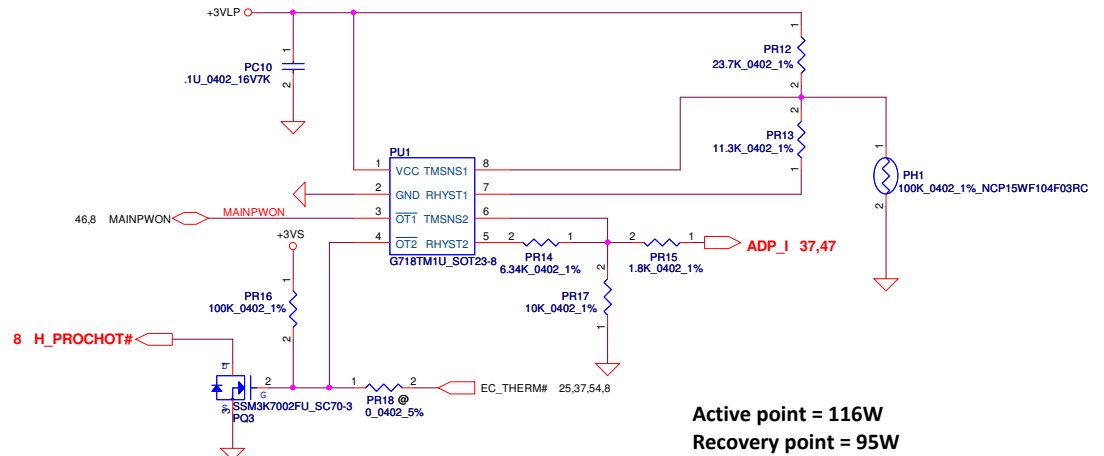 +3VLP
1
PC10
.1U_0402_16V7K
2
1
PR12
23.7K_0402_1%
2
2
PR13
11.3K_0402_1%
1
1
PH1
100K_0402_1%_NCP15WF104F03RC
2
PU1
1 VCC TMSNS1 8
2 GND RHYST1 7
3 OT1 TMSNS2 6
4 OT2 RHYST2 5
G718TM1U_SOT23-8
46,8 MAINPWON
MAINPWON
+3VS
1
PR16
100K_0402_1%
2
2 1
PR14
6.34K_0402_1%
2 1
PR15
1.8K_0402_1%
ADP_I 37,47
2
PR17
10K_0402_1%
1
8 H_PROCHOT#
1
D
2
G
3
S
SSM3K7002FU_SC70-3
PQ3
1 2
PR18 @
0_0402_5%
EC_THERM# 25,37,54,8
Active point = 116W
Recovery point = 95W